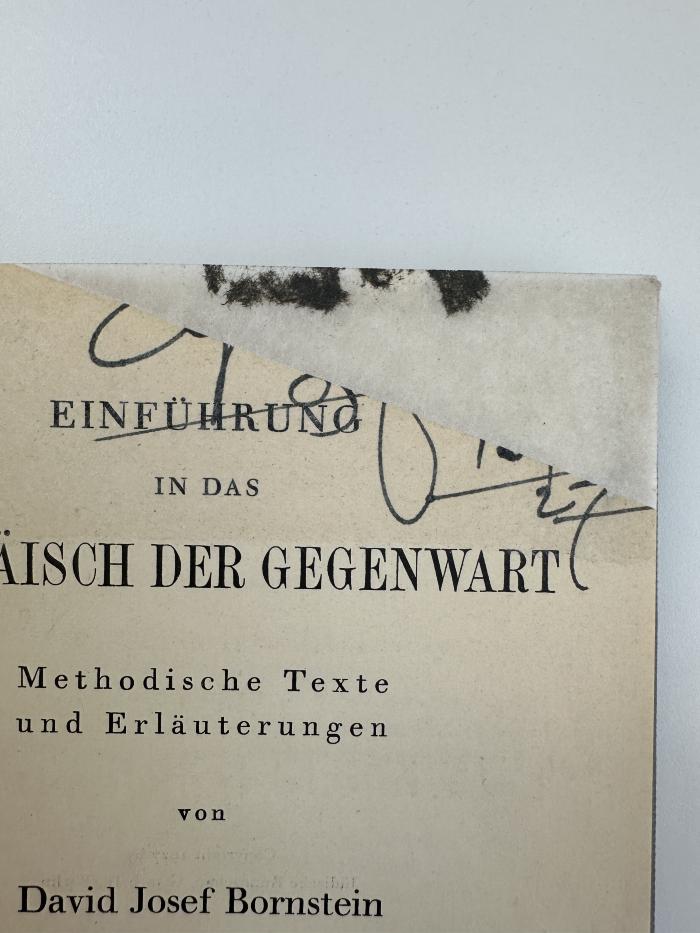 EINFÜHRUNG
IN DAS
ÄISCH DER GEGENWART
Methodische Texte
und Erläuterungen
von
David Josef Bornstein